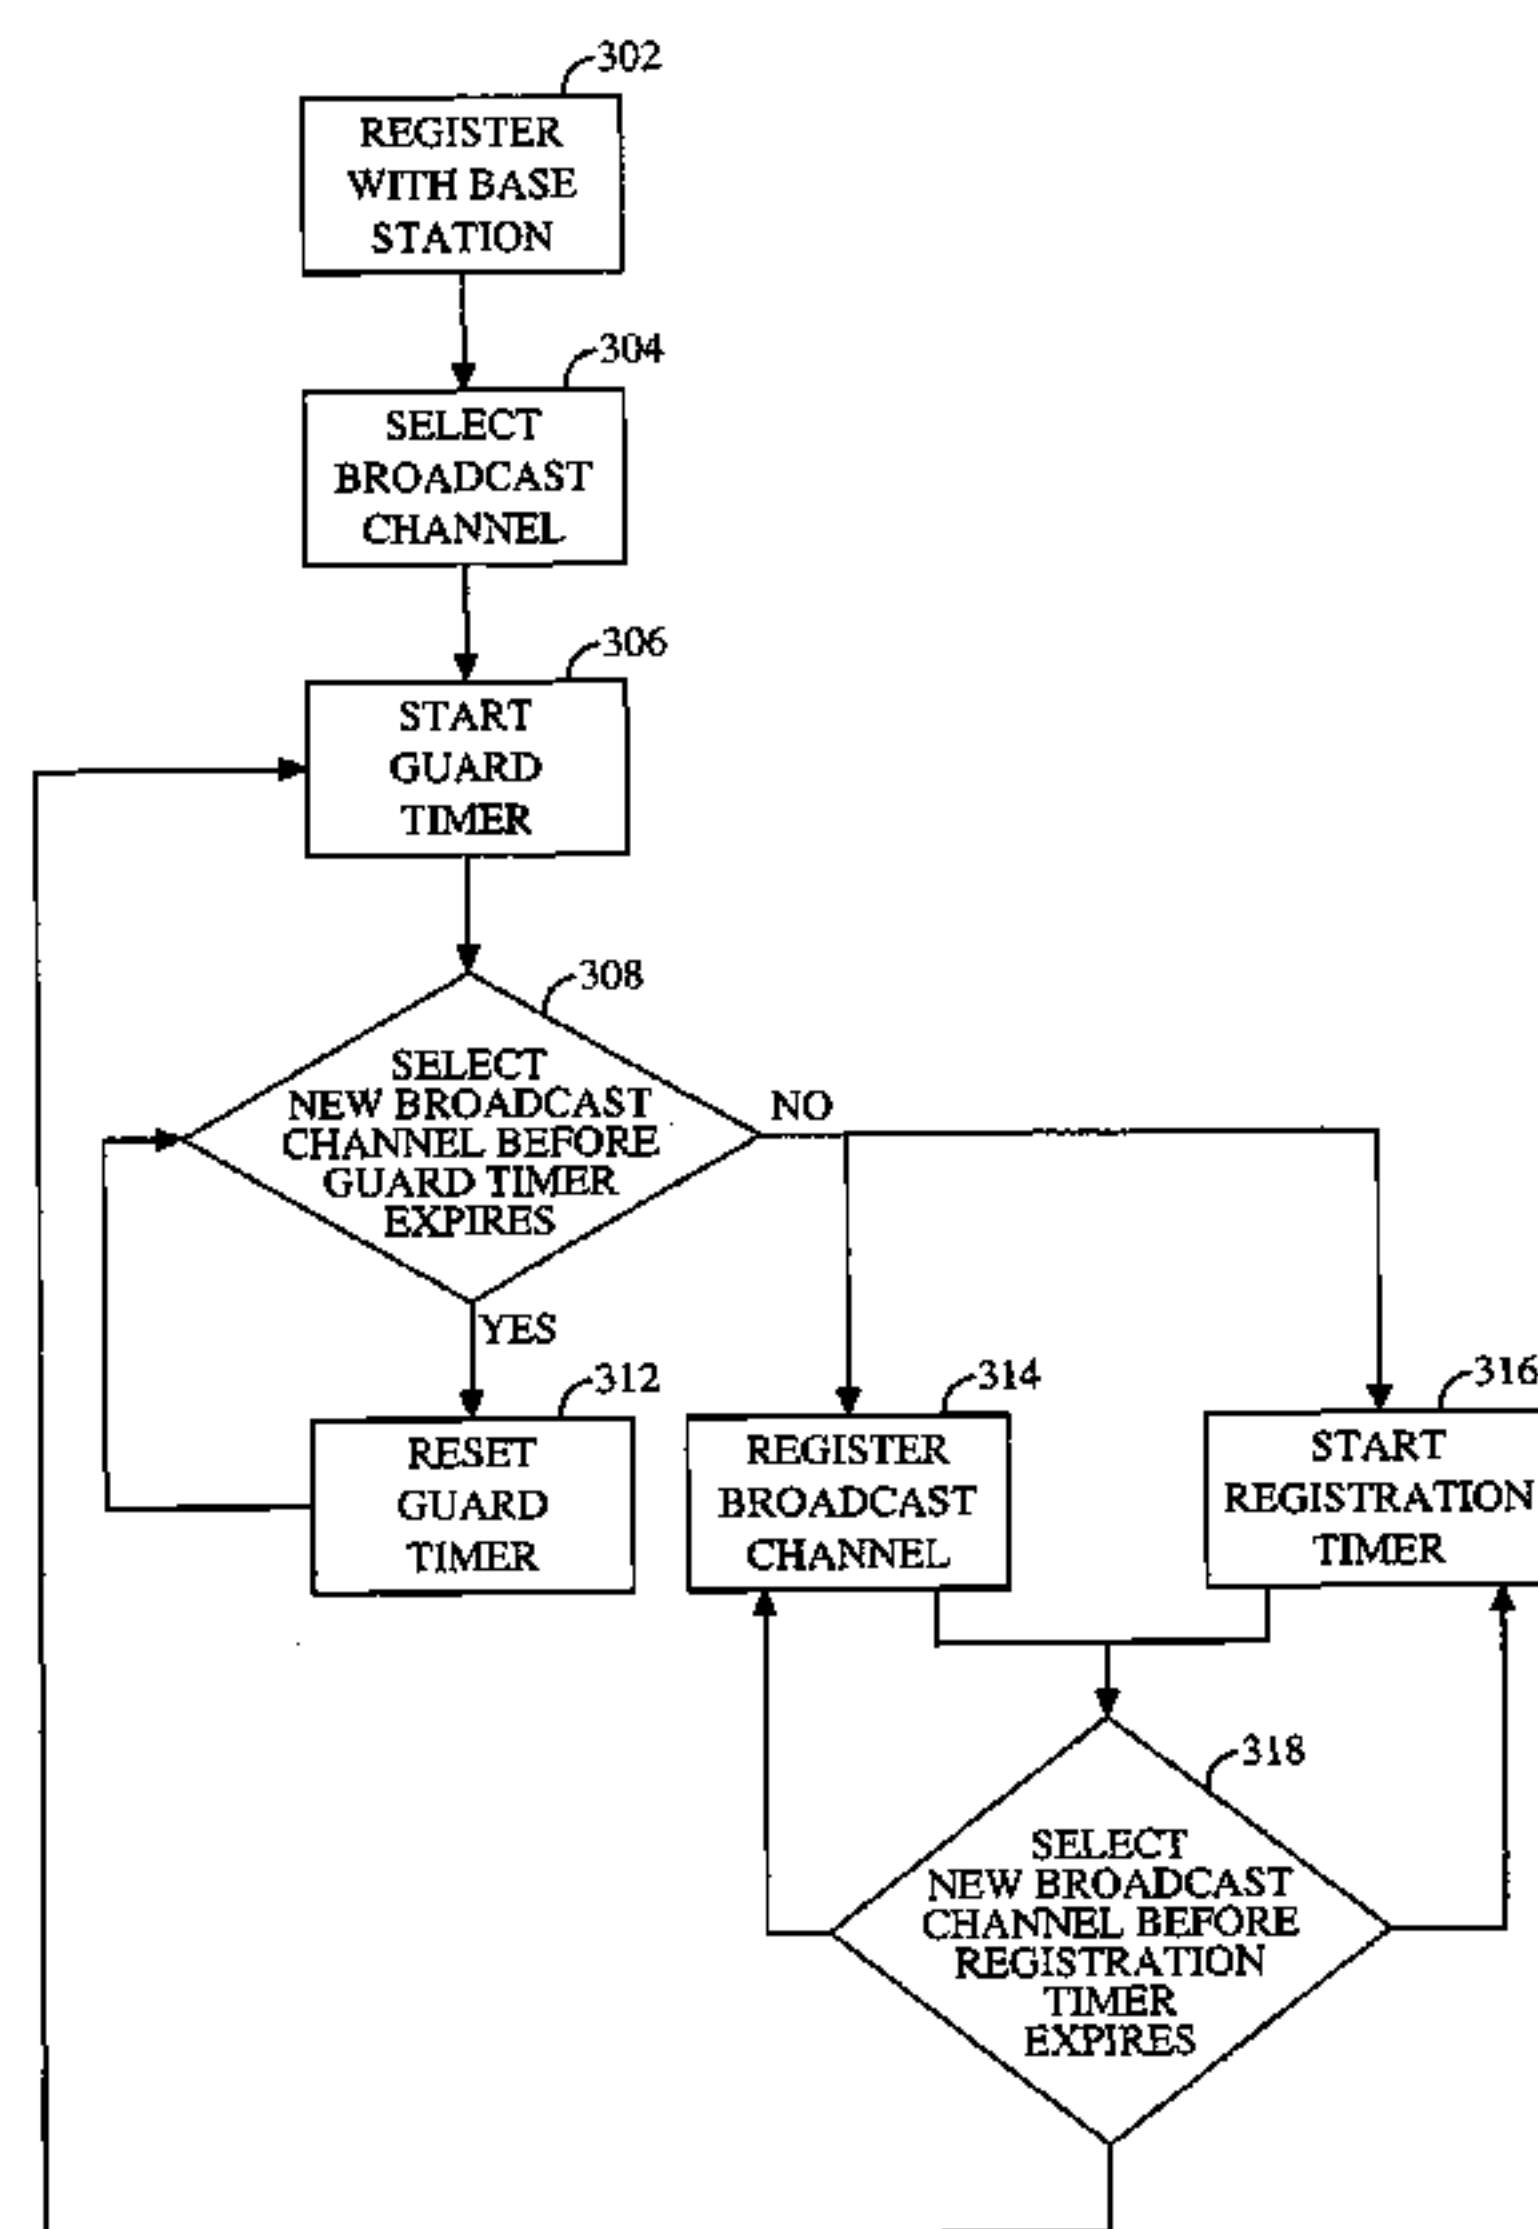 302
REGISTER
WITH BASE
STATION
304
SELECT
BROADCAST
CHANNEL
306
START
GUARD
TIMER
308
SELECT
NEW BROADCAST
CHANNEL BEFORE
GUARD TIMER
EXPIRES
NO
YES
312
RESET
GUARD
TIMER
314
REGISTER
BROADCAST
CHANNEL
316
START
REGISTRATION
TIMER
318
SELECT
NEW BROADCAST
CHANNEL BEFORE
REGISTRATION
TIMER
EXPIRES